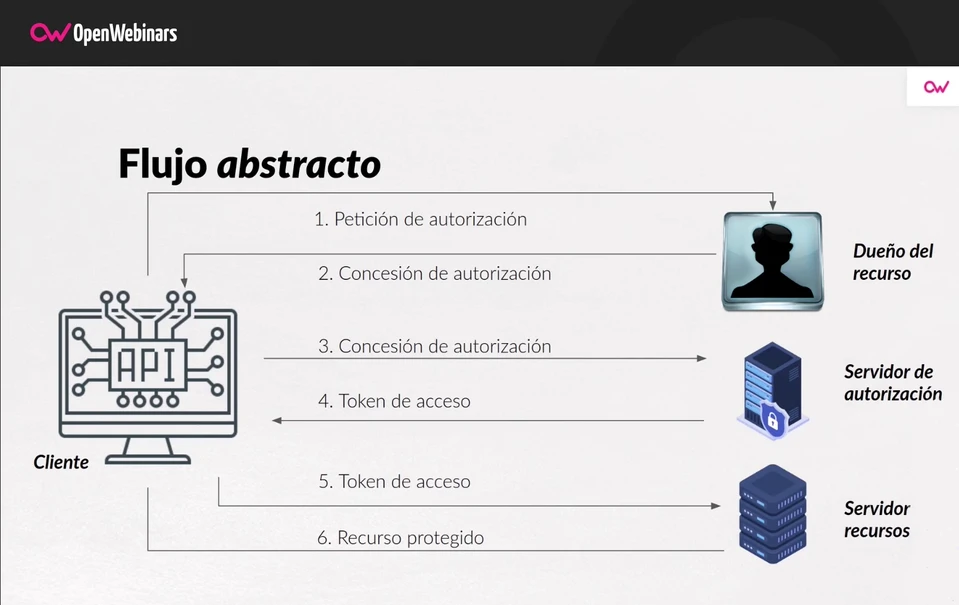 OpenWebinars
Flujo abstracto
1. Petición de autorización
2. Concesión de autorización
Dueño del
recurso
3. Concesión de autorización
API
Servidor de
autorización
4. Token de acceso
Cliente
5. Token de acceso
Servidor
recursos
6. Recurso protegido